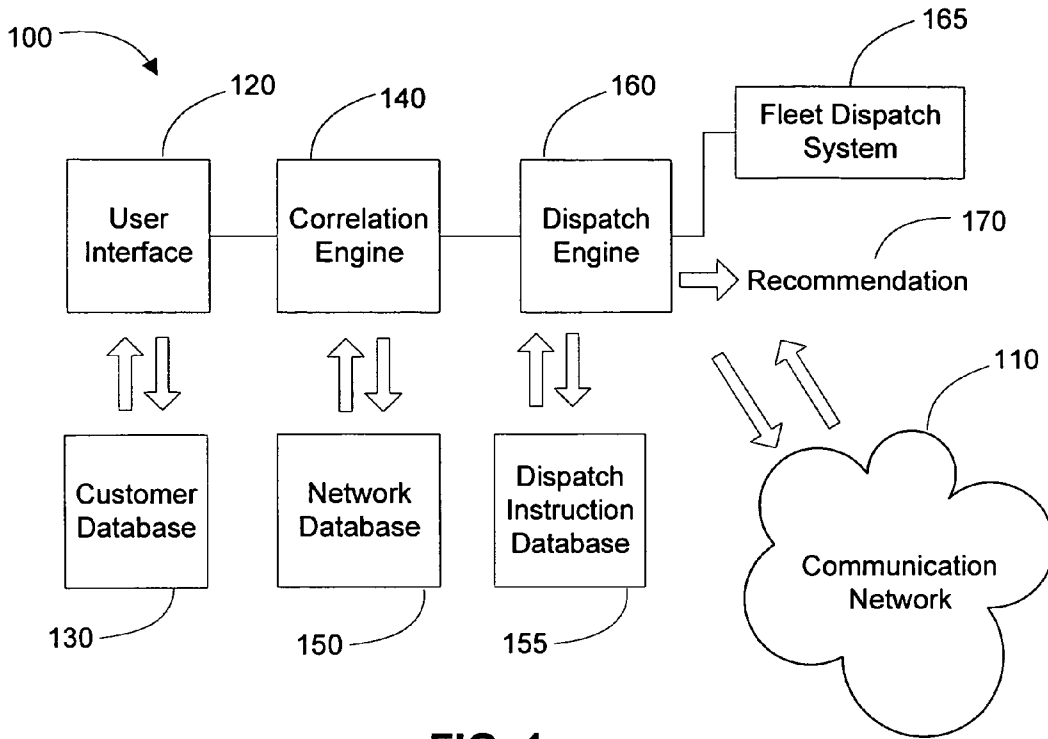 100
120
140
160
165
Fleet Dispatch
System
User
Interface
Correlation
Engine
Dispatch
Engine
170
Recommendation
110
Customer
Database
Network
Database
Dispatch
Instruction
Database
Communication
Network
130
150
155